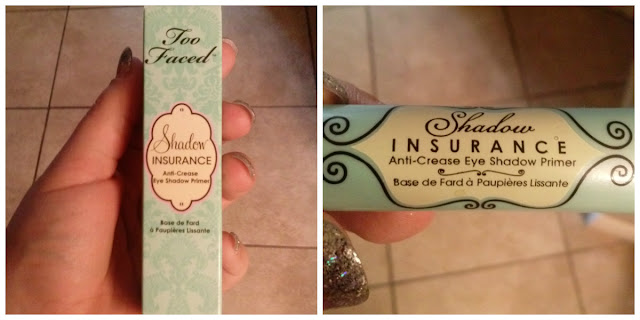 Too
Faced™
Shadow
INSURANCE
Anti-Crease
Eye Shadow Primer
Base de Fard
à Paupières Lissante
Shadow
INSURANCE
Anti-Crease Eye Shadow Primer
Base de Fard à Paupières Lissante